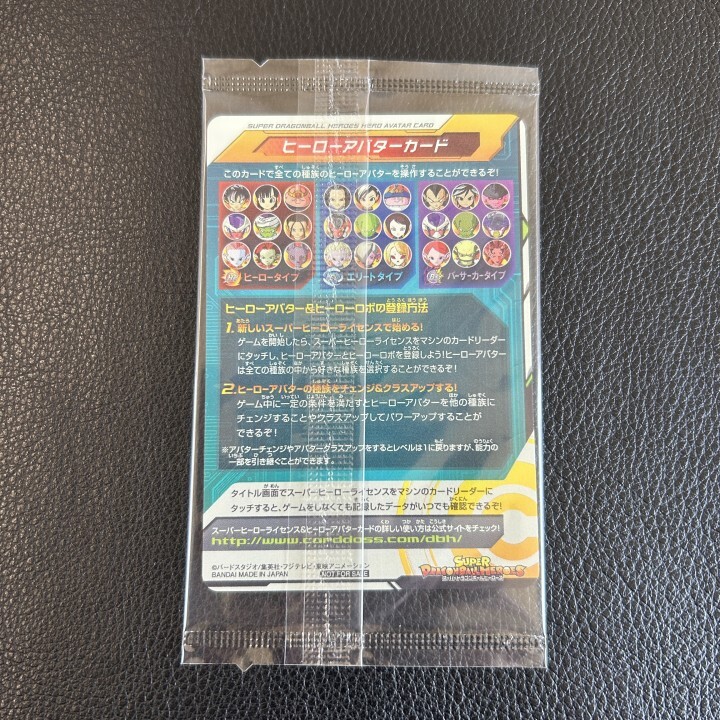 SUPER DRAGONBALL HEROES HERO AVATAR CARD
ヒーローアバターカード
このカードで全ての種族のヒーローアバターを操作することができるぞ!
ヒーロータイプ
エリートタイプ
バーサーカータイプ
ヒーローアバター&ヒーローロボの登録方法
1.新しいスーパーヒーローライセンスで始める!
ゲームを開始したら、スーパーヒーローライセンスをマシンのカードリーダー
にタッチし、ヒーローアバターとヒーローロボを登録しよう!ヒーローアバター
は全ての種族の中から好きな種族を選択することができるぞ!
2.ヒーローアバターの種族をチェンジ&クラスアップする!
ゲーム中に一定の条件を満たすとヒーローアバターを他の種族に
チェンジすることやクラスアップしてパワーアップすることが
できるぞ!
※アバターチェンジやアバタークラスアップをするとレベルは1に戻りますが、能力の
一部を引き継ぐことができます。
タイトル画面でスーパーヒーローライセンスをマシンのカードリーダーに
タッチすると、ゲームをしなくても記録したデータがいつでも確認できるぞ!
スーパーヒーローライセンス&ヒーローアバターカードの詳しい使い方は公式サイトをチェック!
http://www.carddass.com/dbh/
©バードスタジオ/集英社・フジテレビ・東映アニメーション
BANDAI MADE IN JAPAN NOT FOR SALE
SUPER
DRAGONBALL HEROES
スーパードラゴンボールヒーローズ